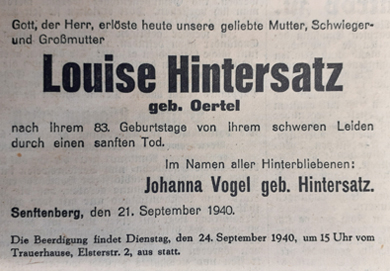 Gott, der Herr, erlöste heute unsere geliebte Mutter, Schwieger-
und Großmutter
Louise Hintersatz
geb. Oertel
nach ihrem 83. Geburtstage von ihrem schweren Leiden
durch einen sanften Tod.
Im Namen aller Hinterbliebenen:
Johanna Vogel geb. Hintersatz.
Senftenberg, den 21. September 1940.
Die Beerdigung findet Dienstag, den 24. September 1940, um 15 Uhr vom
Trauerhause, Elsterstr. 2, aus statt.